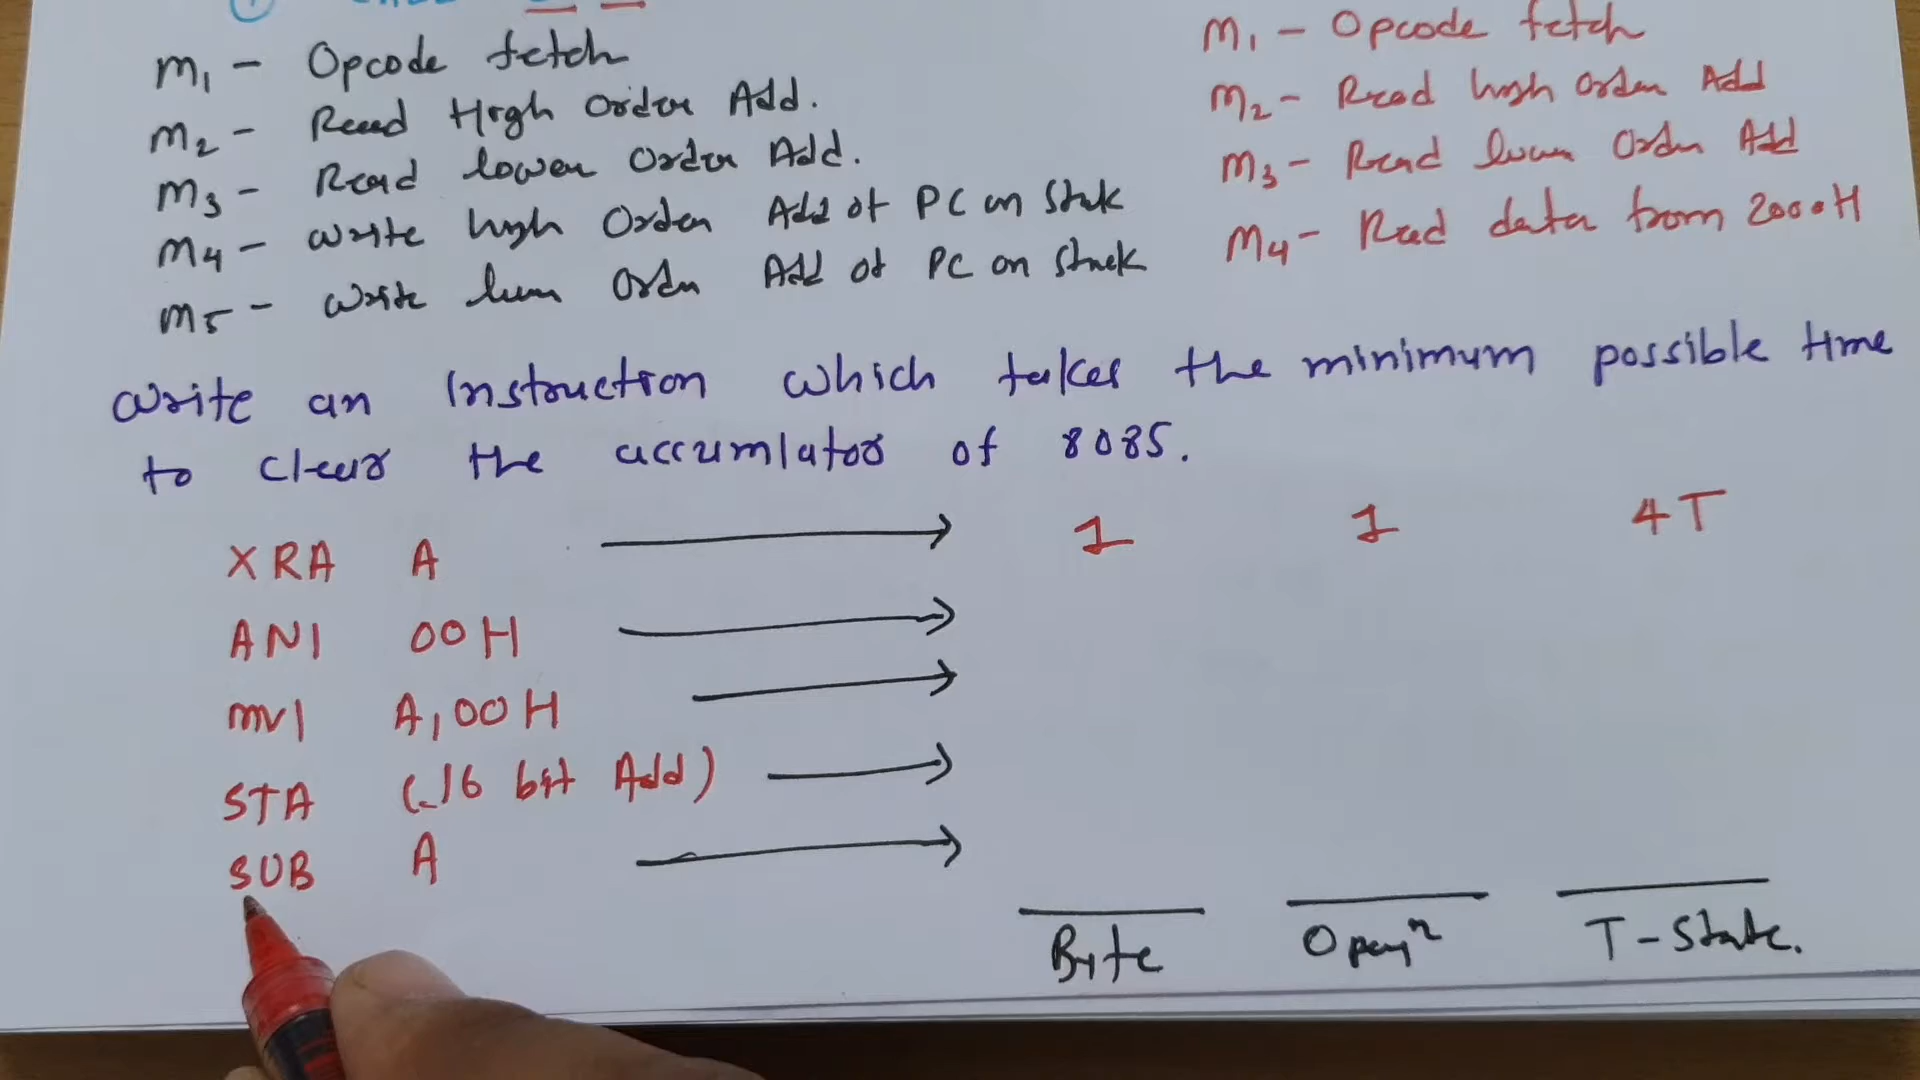 M1 - Opcode fetch
M2 - Read High Order Add.
M3 - Read lower Order Add.
M4 - Write high Order Add of PC on Stak
M5 - Write lower Order Add of PC on Stack
M1 - Opcode fetch
M2 - Read high Order Add
M3 - Read lower Order Add
M4 - Read data from 2000H
Write an Instruction which takes the minimum possible time
to clear the accumlator of 8085.
XRA A → 1 1 4T
ANI 00H →
MVI A, 00H →
STA (16 bit Add) →
SUB A →
Byte T-State.